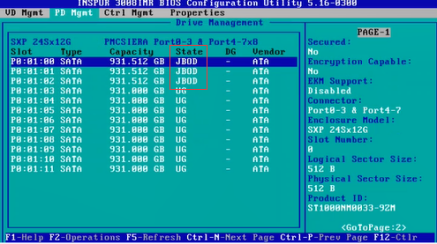 INSPUR 3008IMR BIOS Configuration Utility 5.16-0300
VD Mgmt PD Mgmt Ctrl Mgmt Properties
Drive Management
SXP 24Sx12G PMCSIERA Port0-3 & Port4-7x8
Slot Type Capacity State DG Vendor
P0:01:00 SATA 931.512 GB JBOD - ATA
P0:01:01 SATA 931.512 GB JBOD - ATA
P0:01:02 SATA 931.512 GB JBOD - ATA
P0:01:03 SATA 931.000 GB UG - ATA
P0:01:04 SATA 931.000 GB UG - ATA
P0:01:05 SATA 931.000 GB UG - ATA
P0:01:06 SATA 931.000 GB UG - ATA
P0:01:07 SATA 931.000 GB UG - ATA
P0:01:08 SATA 931.000 GB UG - ATA
P0:01:09 SATA 931.000 GB UG - ATA
P0:01:10 SATA 931.000 GB UG - ATA
P0:01:11 SATA 931.000 GB UG - ATA
PAGE-1
Secured:
No
Encryption Capable:
No
EKM Support:
Disabled
Connector:
Port0-3 & Port4-7
Enclosure Model:
SXP 24Sx12G
Slot Number:
0
Logical Sector Size:
512 B
Physical Sector Size:
512 B
Product ID:
ST1000NM0033-9ZM
<GoToPage:2>
F1-Help F2-Operations F5-Refresh Ctrl-N-Next Page Ctrl-P-Prev Page F12-Ctlr